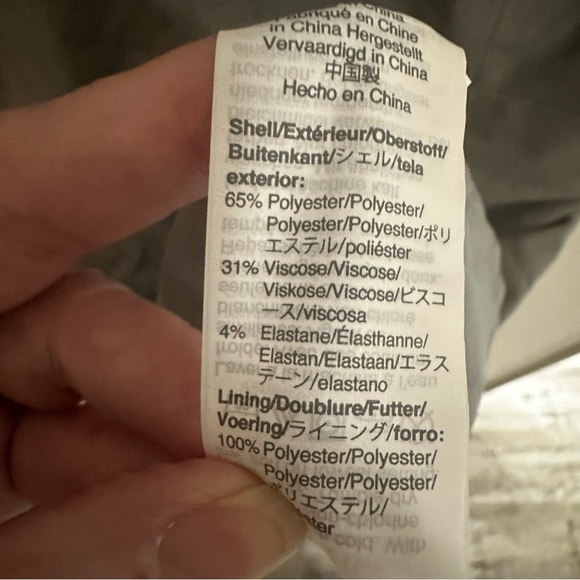 China
Fabriqué en Chine
in China Hergestellt
Vervaardigd in China
中国製
Hecho en China
Shell/Extérieur/Oberstoff/
Buitenkant/シェル/tela
exterior:
65% Polyester/Polyester/
Polyester/Polyester/ポリ
エステル/poliéster
31% Viscose/Viscose/
Viskose/Viscose/ビスコ
ース/viscosa
4% Elastane/Élasthanne/
Elastan/Elastaan/エラス
テーン/elastano
Lining/Doublure/Futter/
Voering/ライニング/forro:
100% Polyester/Polyester/
Polyester/Polyester/
ポリエステル/